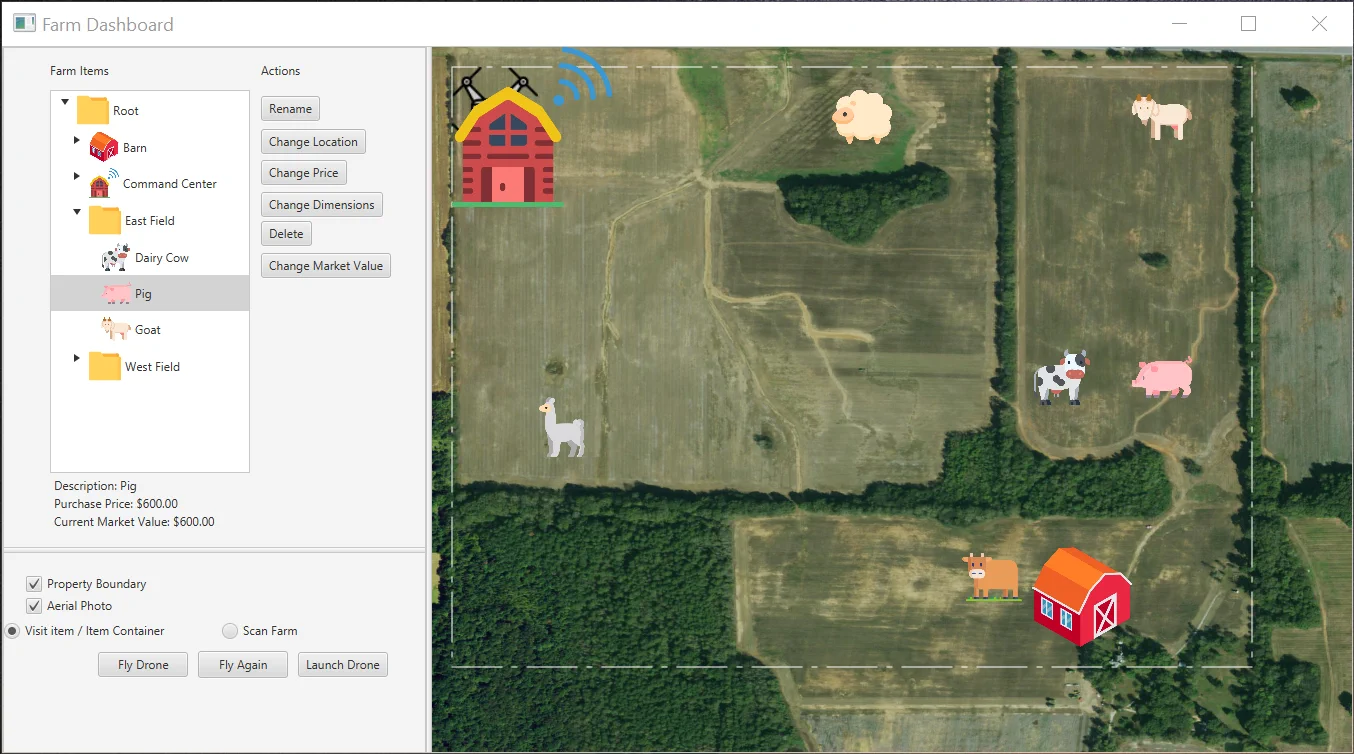 Farm Dashboard
Farm Items
Actions
Root
Barn
Command Center
East Field
Dairy Cow
Pig
Goat
West Field
Rename
Change Location
Change Price
Change Dimensions
Delete
Change Market Value
Description: Pig
Purchase Price: $600.00
Current Market Value: $600.00
Property Boundary
Aerial Photo
Visit item / Item Container
Scan Farm
Fly Drone
Fly Again
Launch Drone